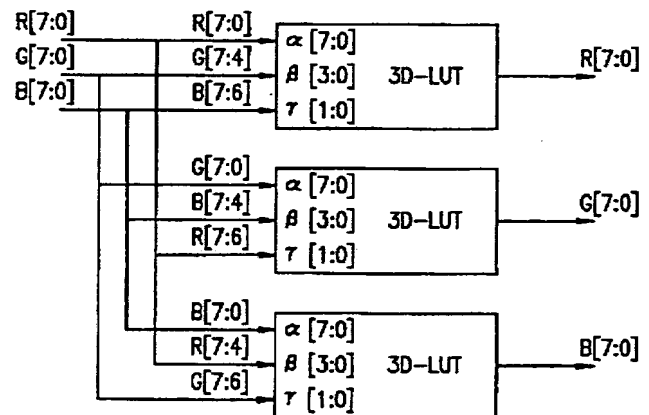 R[7:0] R[7:0] α [7:0]
G[7:0] G[7:4] β [3:0] 3D-LUT R[7:0]
B[7:0] B[7:6] γ [1:0]
G[7:0] α [7:0]
B[7:4] β [3:0] 3D-LUT G[7:0]
R[7:6] γ [1:0]
B[7:0] α [7:0]
R[7:4] β [3:0] 3D-LUT B[7:0]
G[7:6] γ [1:0]